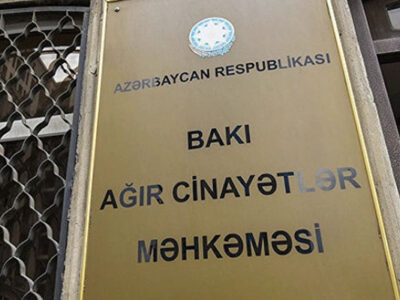 AZƏRBAYCAN RESPUBLİKASI
BAKI
AĞIR CİNAYƏTLƏR
MƏHKƏMƏSİ